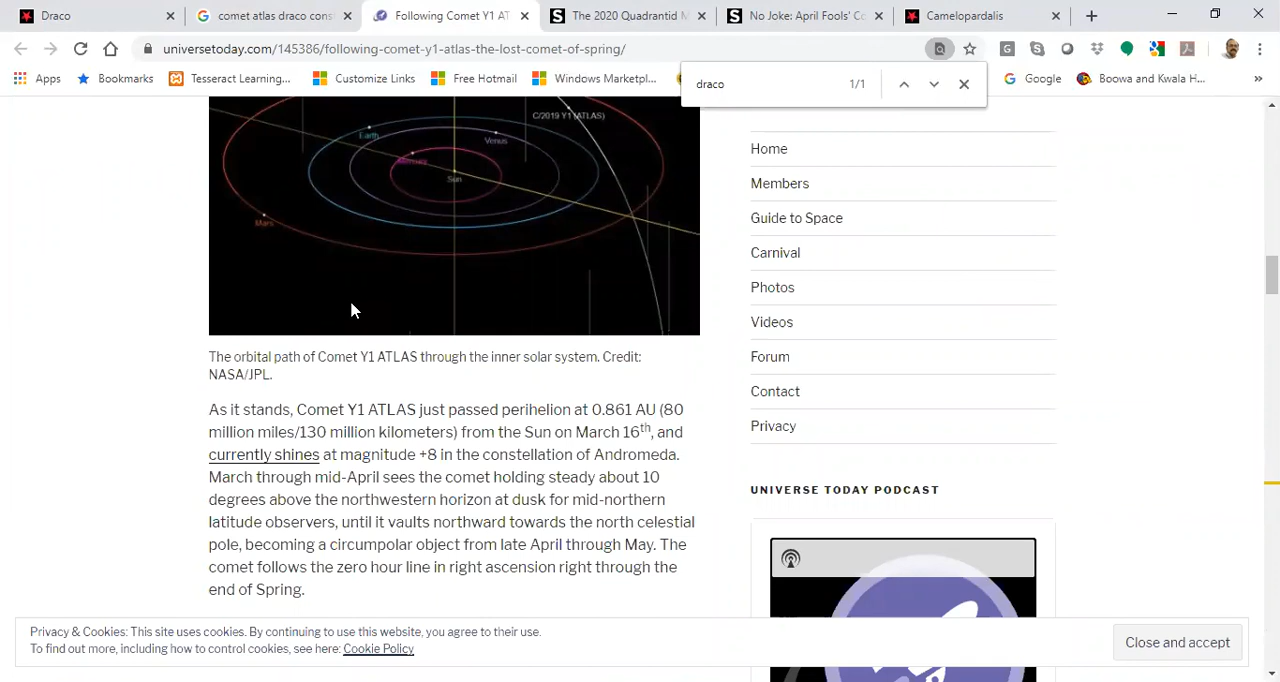 Draco
comet atlas draco cons
Following Comet Y1 AT
The 2020 Quadrantid M
No Joke: April Fools' Co
Camelopardalis
universetoday.com/145386/following-comet-y1-atlas-the-lost-comet-of-spring/
Apps
Bookmarks
Tesseract Learning...
Customize Links
Free Hotmail
Windows Marketpl...
Google
Boowa and Kwala H...
draco
1/1
C/2019 Y1 (ATLAS)
Earth
Venus
Mercury
Sun
Mars
The orbital path of Comet Y1 ATLAS through the inner solar system. Credit:
NASA/JPL.
As it stands, Comet Y1 ATLAS just passed perihelion at 0.861 AU (80
million miles/130 million kilometers) from the Sun on March 16th, and
currently shines at magnitude +8 in the constellation of Andromeda.
March through mid-April sees the comet holding steady about 10
degrees above the northwestern horizon at dusk for mid-northern
latitude observers, until it vaults northward towards the north celestial
pole, becoming a circumpolar object from late April through May. The
comet follows the zero hour line in right ascension right through the
end of Spring.
Home
Members
Guide to Space
Carnival
Photos
Videos
Forum
Contact
Privacy
UNIVERSE TODAY PODCAST
Privacy & Cookies: This site uses cookies. By continuing to use this website, you agree to their use.
To find out more, including how to control cookies, see here: Cookie Policy
Close and accept